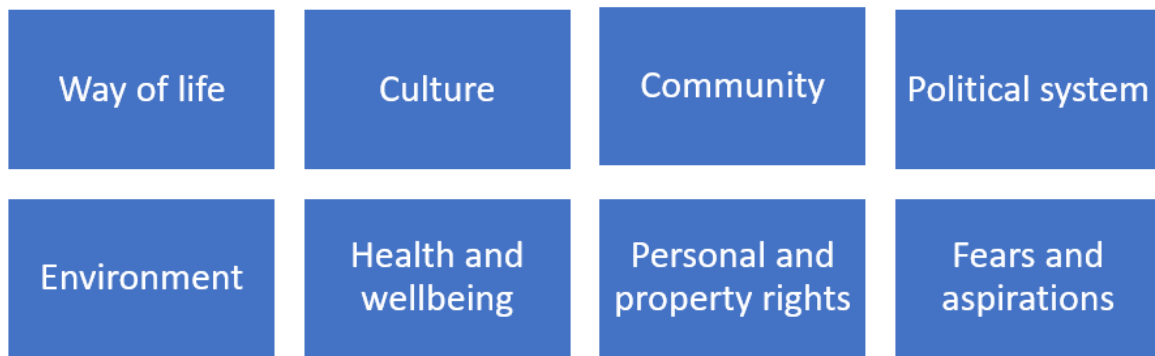 Way of life
Culture
Community
Political system
Environment
Health and
wellbeing
Personal and
property rights
Fears and
aspirations